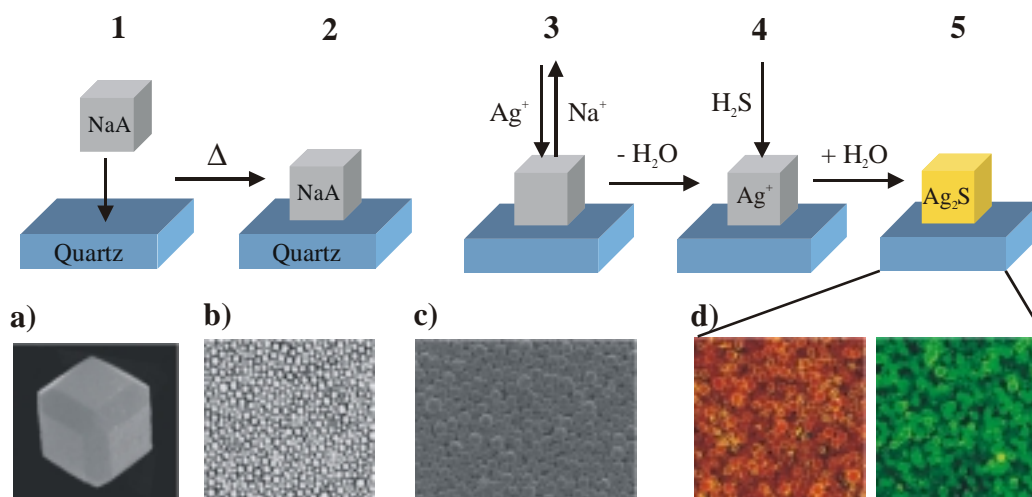 1 2 3 4 5
NaA
Ag⁺ Na⁺ H₂S
Δ - H₂O + H₂O
NaA Ag⁺ Ag₂S
Quartz Quartz
a) b) c) d)